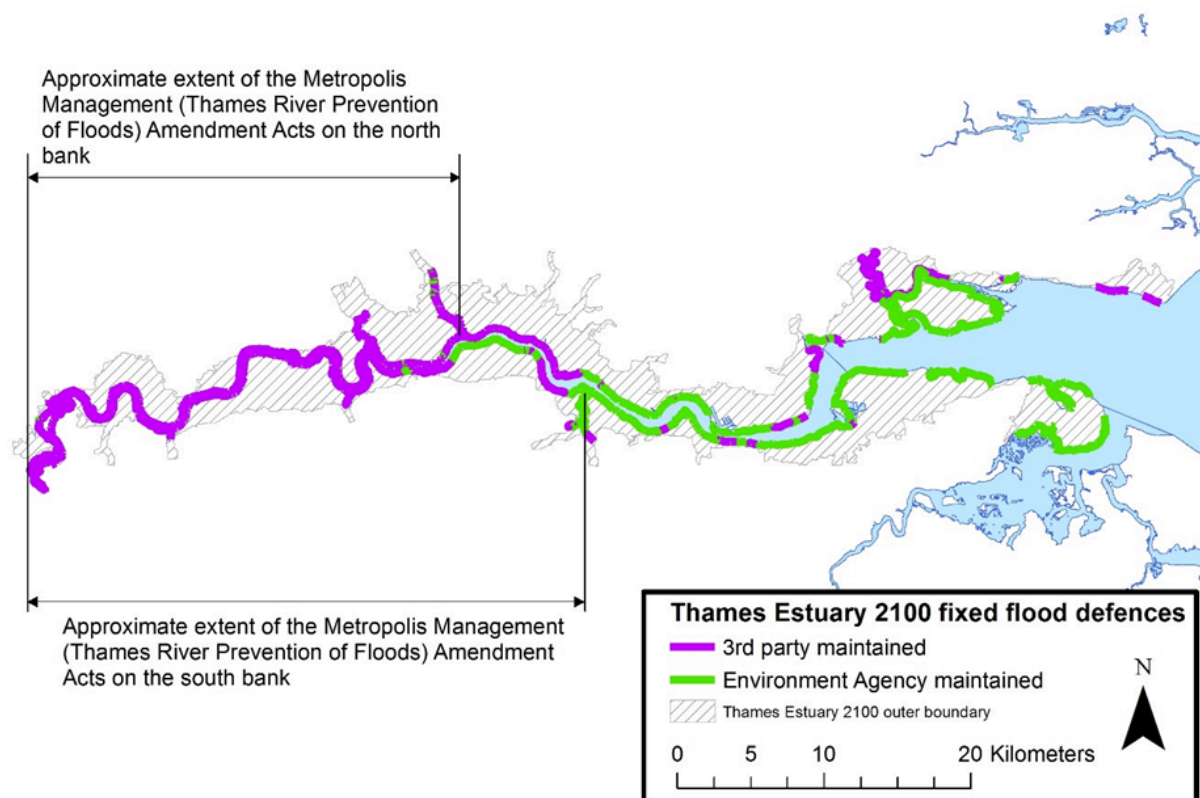 Approximate extent of the Metropolis
Management (Thames River Prevention
of Floods) Amendment Acts on the north
bank
Approximate extent of the Metropolis Management
(Thames River Prevention of Floods) Amendment
Acts on the south bank
Thames Estuary 2100 fixed flood defences
3rd party maintained
Environment Agency maintained
Thames Estuary 2100 outer boundary
N
0 5 10 20 Kilometers